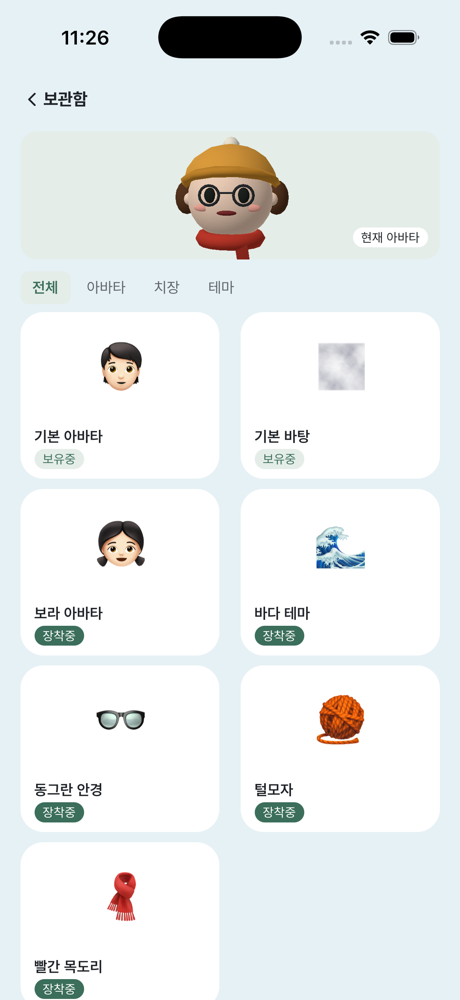 11:26
보관함
현재 아바타
전체 아바타 치장 테마
기본 아바타
보유중
기본 바탕
보유중
보라 아바타
장착중
바다 테마
장착중
동그란 안경
장착중
털모자
장착중
빨간 목도리
장착중